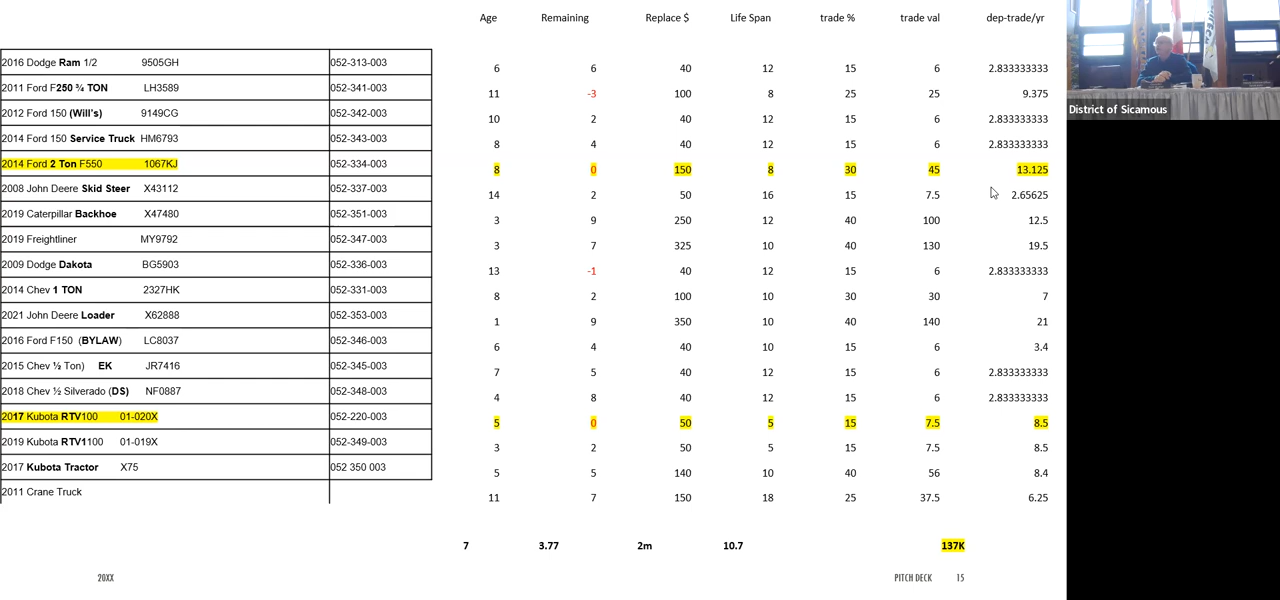 Age Remaining Replace $ Life Span trade % trade val dep-trade/yr
2016 Dodge Ram 1/2 9505GH 052-313-003 6 6 40 12 15 6 2.833333333
2011 Ford F250 ¾ TON LH3589 052-341-003 11 -3 100 8 25 25 9.375
2012 Ford 150 (Will's) 9149CG 052-342-003 10 2 40 12 15 6 2.833333333
2014 Ford 150 Service Truck HM6793 052-343-003 8 4 40 12 15 6 2.833333333
2014 Ford 2 Ton F550 1067KJ 052-334-003 8 0 150 8 30 45 13.125
2008 John Deere Skid Steer X43112 052-337-003 14 2 50 16 15 7.5 2.65625
2019 Caterpillar Backhoe X47480 052-351-003 3 9 250 12 40 100 12.5
2019 Freightliner MY9792 052-347-003 3 7 325 10 40 130 19.5
2009 Dodge Dakota BG5903 052-336-003 13 -1 40 12 15 6 2.833333333
2014 Chev 1 TON 2327HK 052-331-003 8 2 100 10 30 30 7
2021 John Deere Loader X62888 052-353-003 1 9 350 10 40 140 21
2016 Ford F150 (BYLAW) LC8037 052-346-003 6 4 40 10 15 6 3.4
2015 Chev ½ Ton) EK JR7416 052-345-003 7 5 40 12 15 6 2.833333333
2018 Chev ½ Silverado (DS) NF0887 052-348-003 4 8 40 12 15 6 2.833333333
2017 Kubota RTV100 01-020X 052-220-003 5 0 50 5 15 7.5 8.5
2019 Kubota RTV1100 01-019X 052-349-003 3 2 50 5 15 7.5 8.5
2017 Kubota Tractor X75 052 350 003 5 5 140 10 40 56 8.4
2011 Crane Truck 11 7 150 18 25 37.5 6.25
7 3.77 2m 10.7 137K
20XX PITCH DECK 15
District of Sicamous